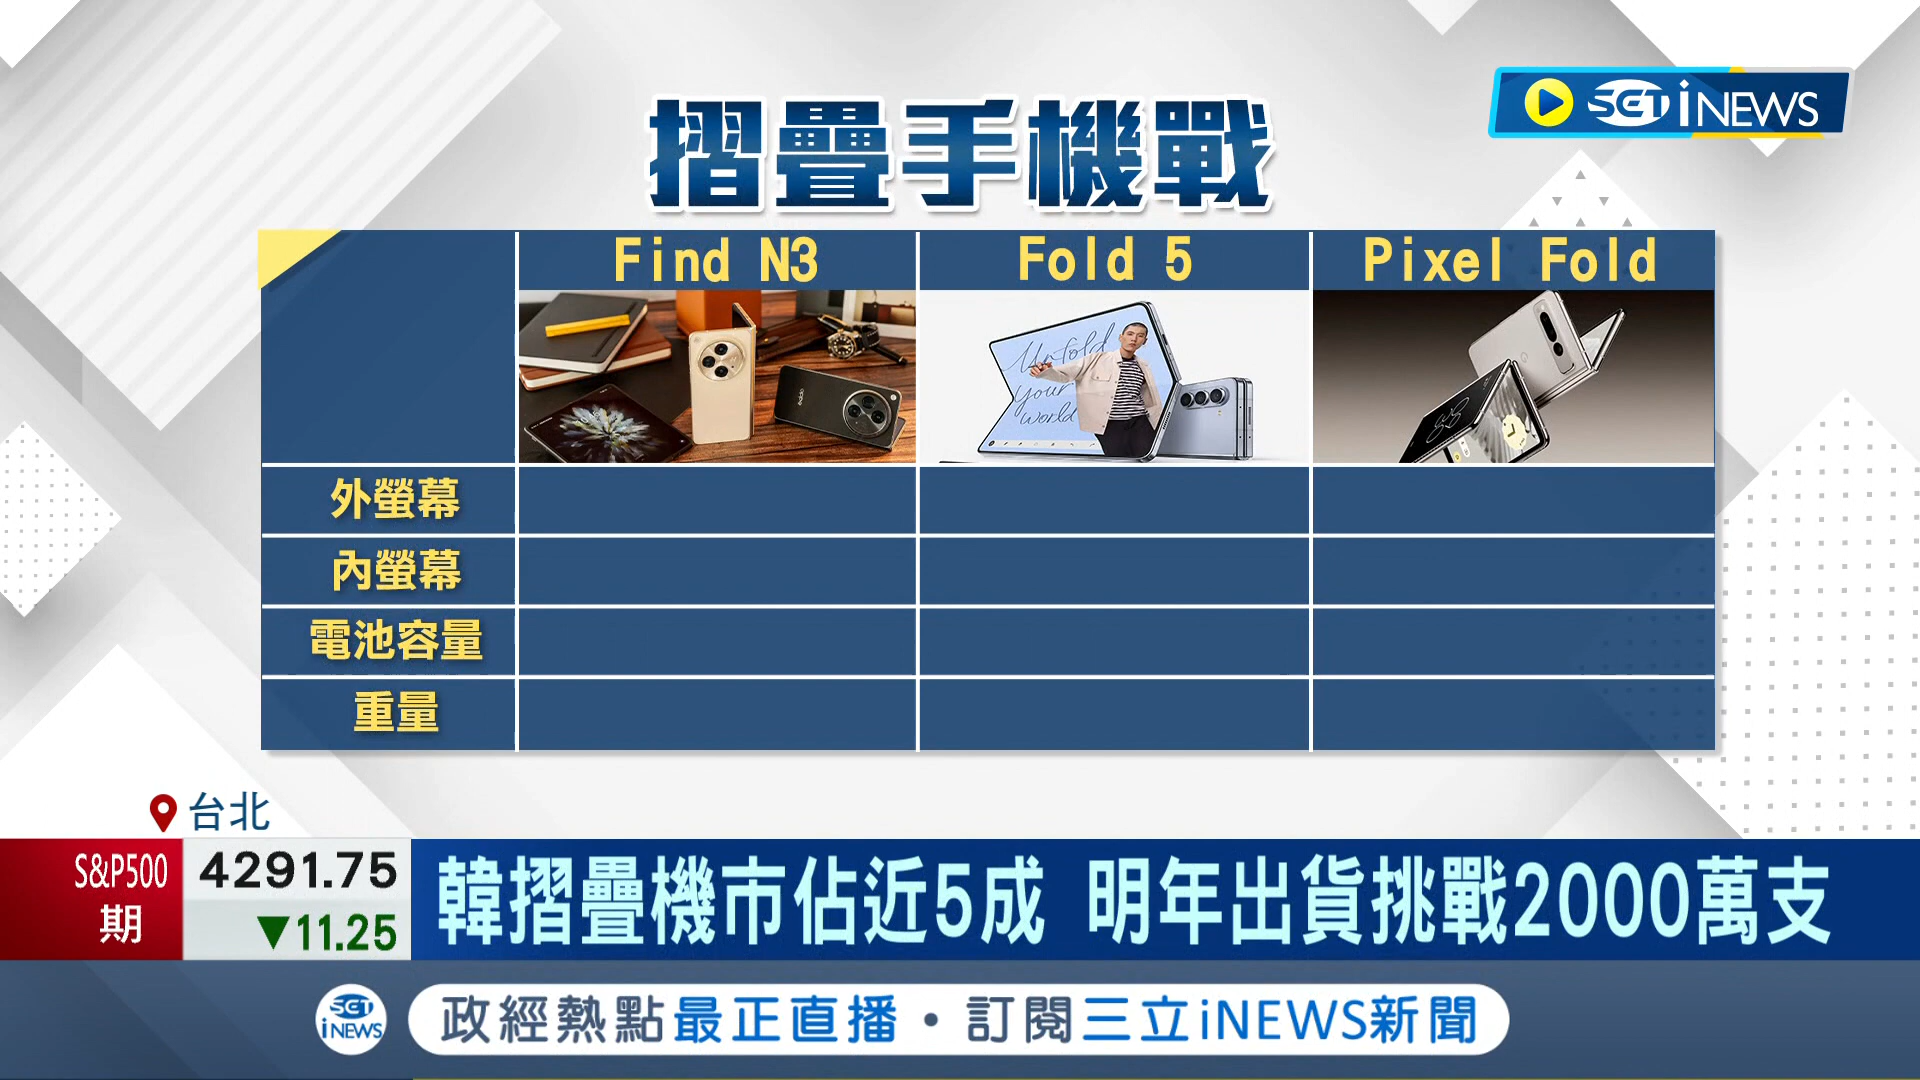 SET iNEWS
摺疊手機戰
Find N3
Fold 5
Pixel Fold
Unfold
your
world
外螢幕
內螢幕
電池容量
重量
台北
S&P500
期
4291.75
▼11.25
韓摺疊機市佔近5成 明年出貨挑戰2000萬支
SET
iNEWS
政經熱點最正直播・訂閱三立iNEWS新聞